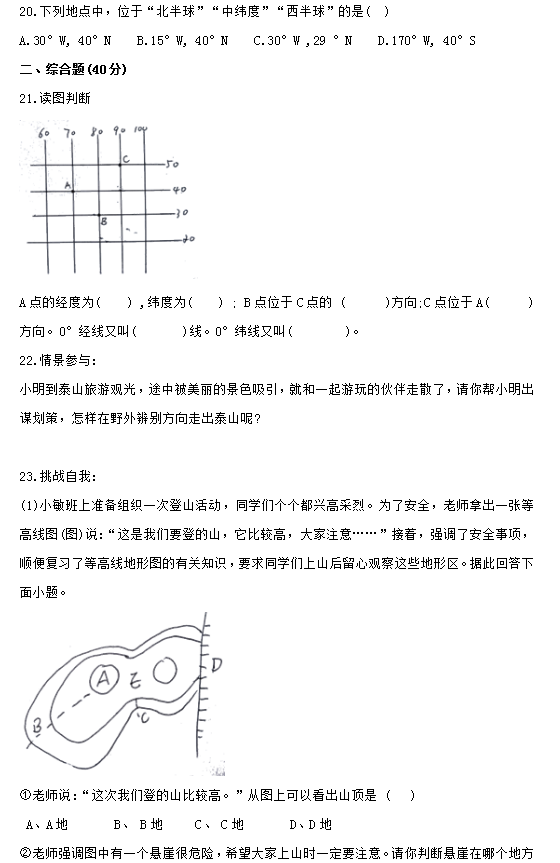 20.下列地点中，位于“北半球”“中纬度”“西半球”的是(  )
A.30° W, 40° N  B.15° W, 40° N  C.30° W ,29 ° N  D.170° W, 40° S
二、综合题(40分)
21.读图判断
60 70 80 90 100
C
50
A
40
30
B
20
A点的经度为(  ) ,纬度为(  ) ; B点位于C点的 (  )方向;C点位于A(  )
方向。0° 经线又叫(  )线。0° 纬线又叫(  )。
22.情景参与:
小明到泰山旅游观光，途中被美丽的景色吸引，就和一起游玩的伙伴走散了，请你帮小明出
谋划策，怎样在野外辨别方向走出泰山呢?
23.挑战自我:
(1)小敏班上准备组织一次登山活动，同学们个个都兴高采烈。为了安全，老师拿出一张等
高线图(图)说:“这是我们要登的山，它比较高，大家注意……”接着，强调了安全事项，
顺便复习了等高线地形图的有关知识，要求同学们上山后留心观察这些地形区。据此回答下
面小题。
A E D
B
C
①老师说:“这次我们登的山比较高。”从图上可以看出山顶是 (  )
A、A地  B、 B地  C、 C地  D、D地
②老师强调图中有一个悬崖很危险，希望大家上山时一定要注意。请你判断悬崖在哪个地方